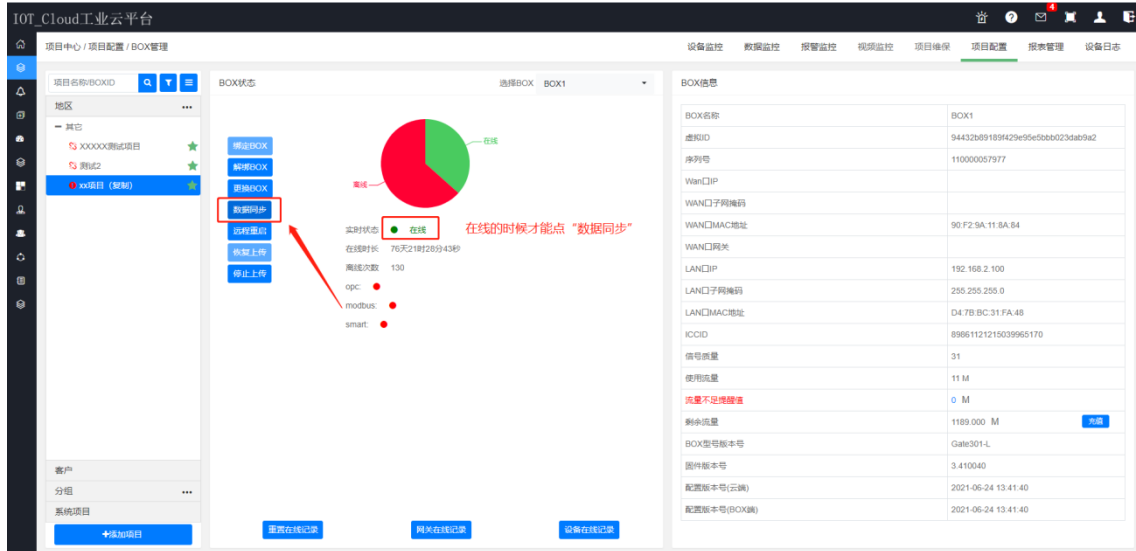 IOT_Cloud工业云平台
4
项目中心 / 项目配置 / BOX管理
设备监控 数据监控 报警监控 视频监控 项目维保 项目配置 报表管理 设备日志
项目名称/BOXID
地区
其它
XXXXX测试项目
测试2
xx项目（复制）
客户
分组
系统项目
+添加项目
BOX状态
选择BOX BOX1
绑定BOX
解绑BOX
更换BOX
数据同步
远程重启
恢复上传
停止上传
在线
离线
实时状态 在线
在线的时候才能点“数据同步”
在线时长 76天21时28分43秒
离线次数 130
opc:
modbus:
smart:
重置在线记录 网关在线记录 设备在线记录
BOX信息
BOX名称 BOX1
虚拟ID 94432b89189f429e95e5bbb023dab9a2
序列号 110000057977
Wan口IP
WAN口子网掩码
WAN口MAC地址 90:F2:9A:11:8A:84
WAN口网关
LAN口IP 192.168.2.100
LAN口子网掩码 255.255.255.0
LAN口MAC地址 D4:7B:BC:31:FA:48
ICCID 89861121215039965170
信号质量 31
使用流量 11 M
流量不足提醒值 0 M
剩余流量 1189.000 M 充值
BOX型号版本号 Gate301-L
固件版本号 3.410040
配置版本号(云端) 2021-06-24 13:41:40
配置版本号(BOX端) 2021-06-24 13:41:40